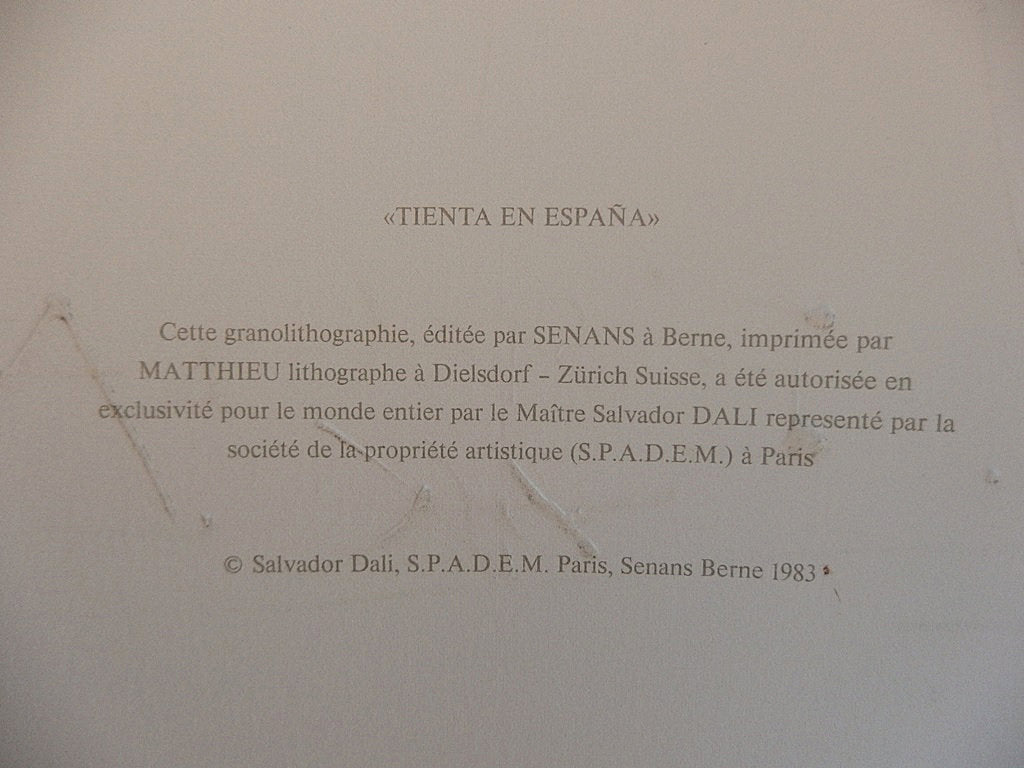 «TIENTA EN ESPAÑA»
Cette granolithographie, éditée par SENANS à Berne, imprimée par
MATTHIEU lithographe à Dielsdorf – Zürich Suisse, a été autorisée en
exclusivité pour le monde entier par le Maître Salvador DALI representé par la
société de la propriété artistique (S.P.A.D.E.M.) à Paris
© Salvador Dali, S.P.A.D.E.M. Paris, Senans Berne 1983